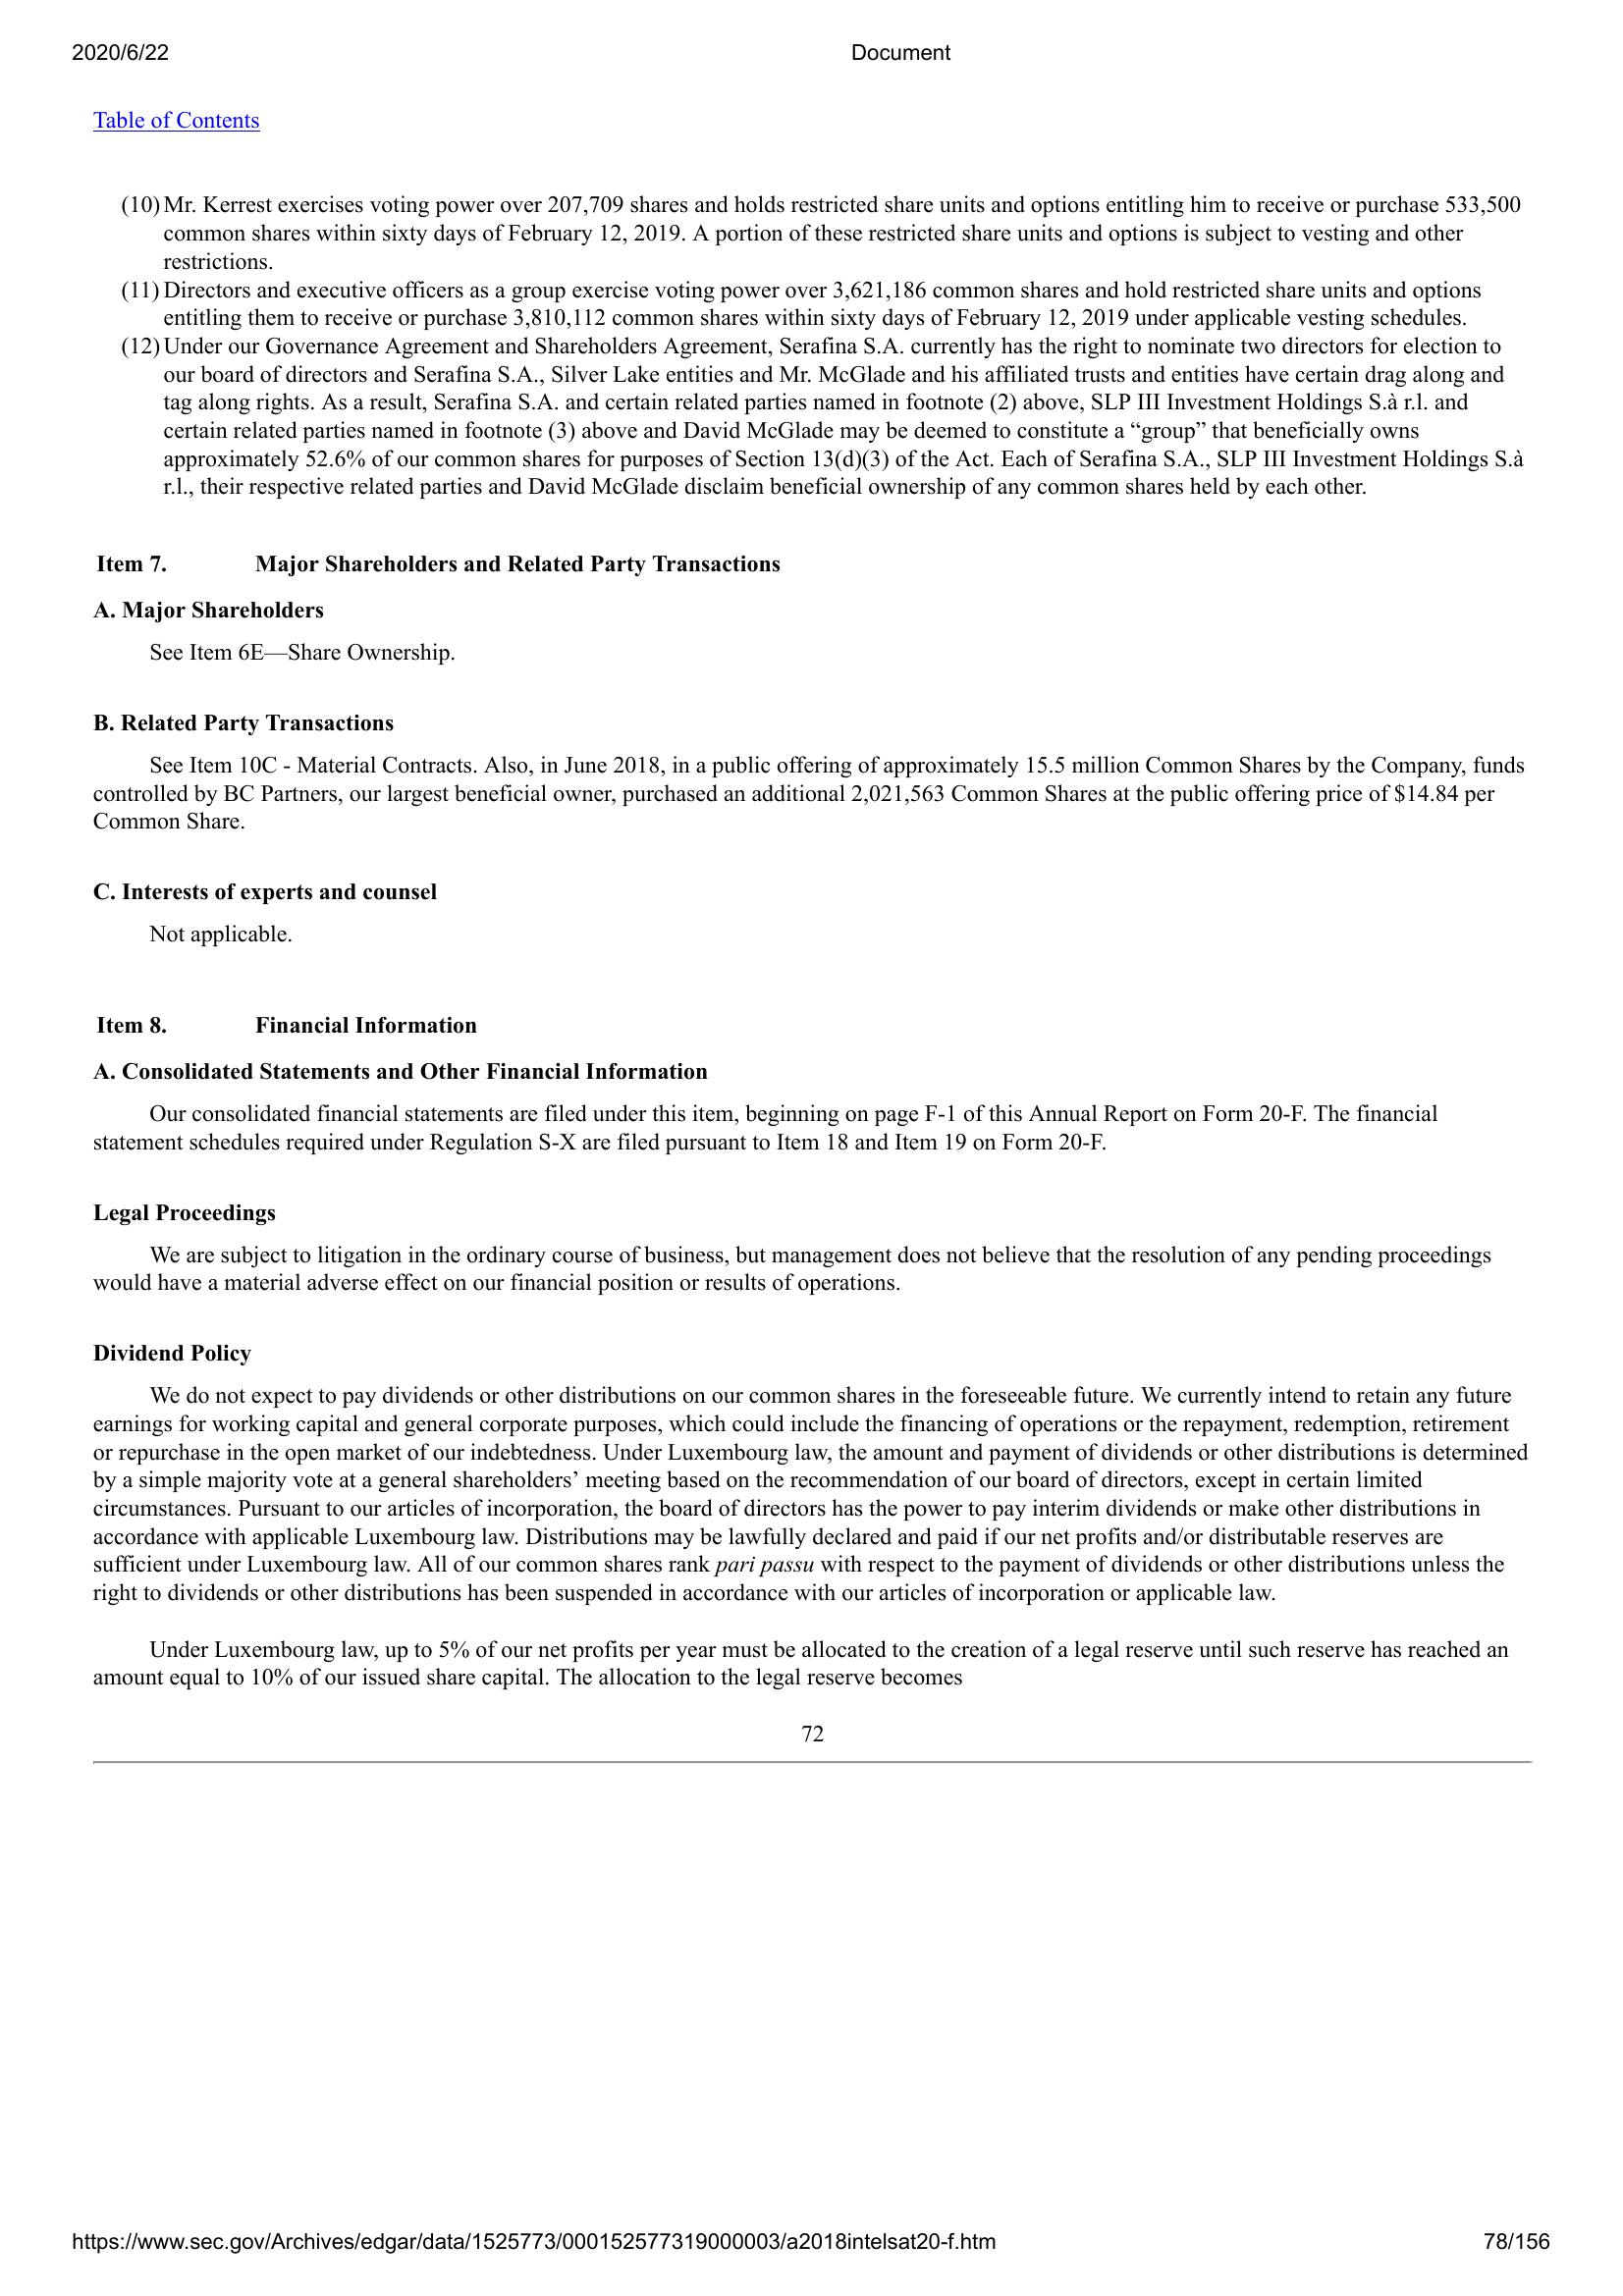 2020/6/22 Document
Table of Contents
(10) Mr. Kerrest exercises voting power over 207,709 shares and holds restricted share units and options entitling him to receive or purchase 533,500
common shares within sixty days of February 12, 2019. A portion of these restricted share units and options is subject to vesting and other
restrictions.
(11) Directors and executive officers as a group exercise voting power over 3,621,186 common shares and hold restricted share units and options
entitling them to receive or purchase 3,810,112 common shares within sixty days of February 12, 2019 under applicable vesting schedules.
(12) Under our Governance Agreement and Shareholders Agreement, Serafina S.A. currently has the right to nominate two directors for election to
our board of directors and Serafina S.A., Silver Lake entities and Mr. McGlade and his affiliated trusts and entities have certain drag along and
tag along rights. As a result, Serafina S.A. and certain related parties named in footnote (2) above, SLP III Investment Holdings S.à r.l. and
certain related parties named in footnote (3) above and David McGlade may be deemed to constitute a “group” that beneficially owns
approximately 52.6% of our common shares for purposes of Section 13(d)(3) of the Act. Each of Serafina S.A., SLP III Investment Holdings S.à
r.l., their respective related parties and David McGlade disclaim beneficial ownership of any common shares held by each other.
Item 7. Major Shareholders and Related Party Transactions
A. Major Shareholders
See Item 6E—Share Ownership.
B. Related Party Transactions
See Item 10C - Material Contracts. Also, in June 2018, in a public offering of approximately 15.5 million Common Shares by the Company, funds
controlled by BC Partners, our largest beneficial owner, purchased an additional 2,021,563 Common Shares at the public offering price of $14.84 per
Common Share.
C. Interests of experts and counsel
Not applicable.
Item 8. Financial Information
A. Consolidated Statements and Other Financial Information
Our consolidated financial statements are filed under this item, beginning on page F-1 of this Annual Report on Form 20-F. The financial
statement schedules required under Regulation S-X are filed pursuant to Item 18 and Item 19 on Form 20-F.
Legal Proceedings
We are subject to litigation in the ordinary course of business, but management does not believe that the resolution of any pending proceedings
would have a material adverse effect on our financial position or results of operations.
Dividend Policy
We do not expect to pay dividends or other distributions on our common shares in the foreseeable future. We currently intend to retain any future
earnings for working capital and general corporate purposes, which could include the financing of operations or the repayment, redemption, retirement
or repurchase in the open market of our indebtedness. Under Luxembourg law, the amount and payment of dividends or other distributions is determined
by a simple majority vote at a general shareholders’ meeting based on the recommendation of our board of directors, except in certain limited
circumstances. Pursuant to our articles of incorporation, the board of directors has the power to pay interim dividends or make other distributions in
accordance with applicable Luxembourg law. Distributions may be lawfully declared and paid if our net profits and/or distributable reserves are
sufficient under Luxembourg law. All of our common shares rank pari passu with respect to the payment of dividends or other distributions unless the
right to dividends or other distributions has been suspended in accordance with our articles of incorporation or applicable law.
Under Luxembourg law, up to 5% of our net profits per year must be allocated to the creation of a legal reserve until such reserve has reached an
amount equal to 10% of our issued share capital. The allocation to the legal reserve becomes
72
https://www.sec.gov/Archives/edgar/data/1525773/000152577319000003/a2018intelsat20-f.htm 78/156